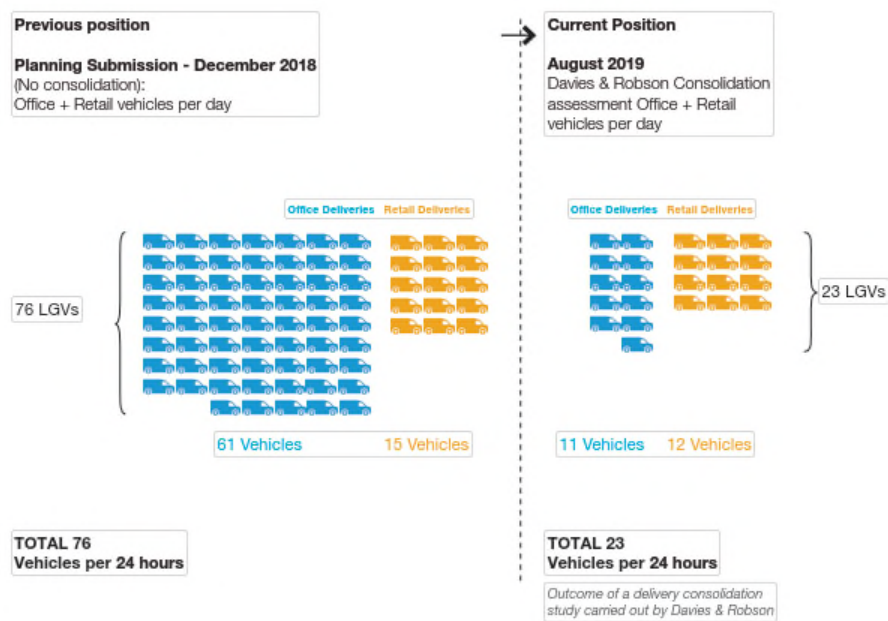 Previous position
Planning Submission - December 2018
(No consolidation):
Office + Retail vehicles per day
Current Position
August 2019
Davies & Robson Consolidation
assessment Office + Retail
vehicles per day
Office Deliveries Retail Deliveries
Office Deliveries Retail Deliveries
76 LGVs
23 LGVs
61 Vehicles 15 Vehicles
11 Vehicles 12 Vehicles
TOTAL 76
Vehicles per 24 hours
TOTAL 23
Vehicles per 24 hours
Outcome of a delivery consolidation
study carried out by Davies & Robson